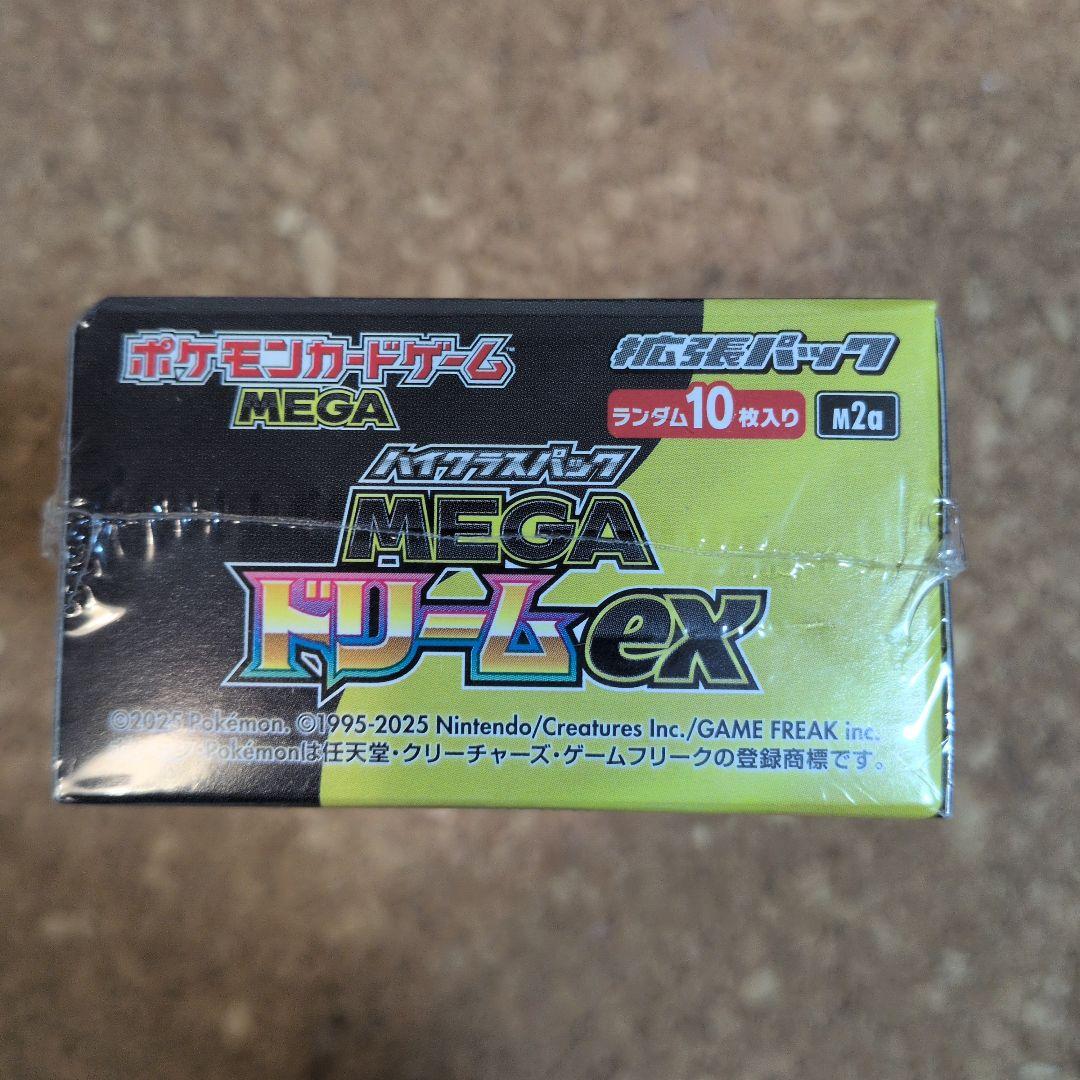 ポケモンカードゲーム™
MEGA
拡張パック
ランダム10枚入り
M2a
ハイクラスパック
MEGA
ドリームex
©2025 Pokémon. ©1995-2025 Nintendo/Creatures Inc./GAME FREAK inc.
Pokémonは任天堂・クリーチャーズ・ゲームフリークの登録商標です。